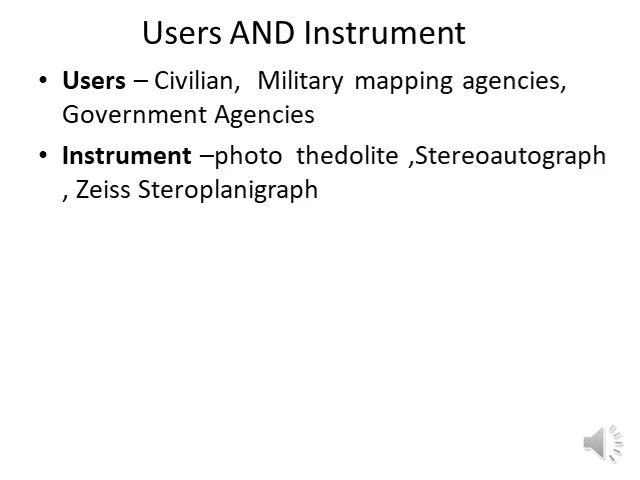 Users AND Instrument
• Users – Civilian, Military mapping agencies,
Government Agencies
• Instrument –photo thedolite ,Stereoautograph
, Zeiss Steroplanigraph